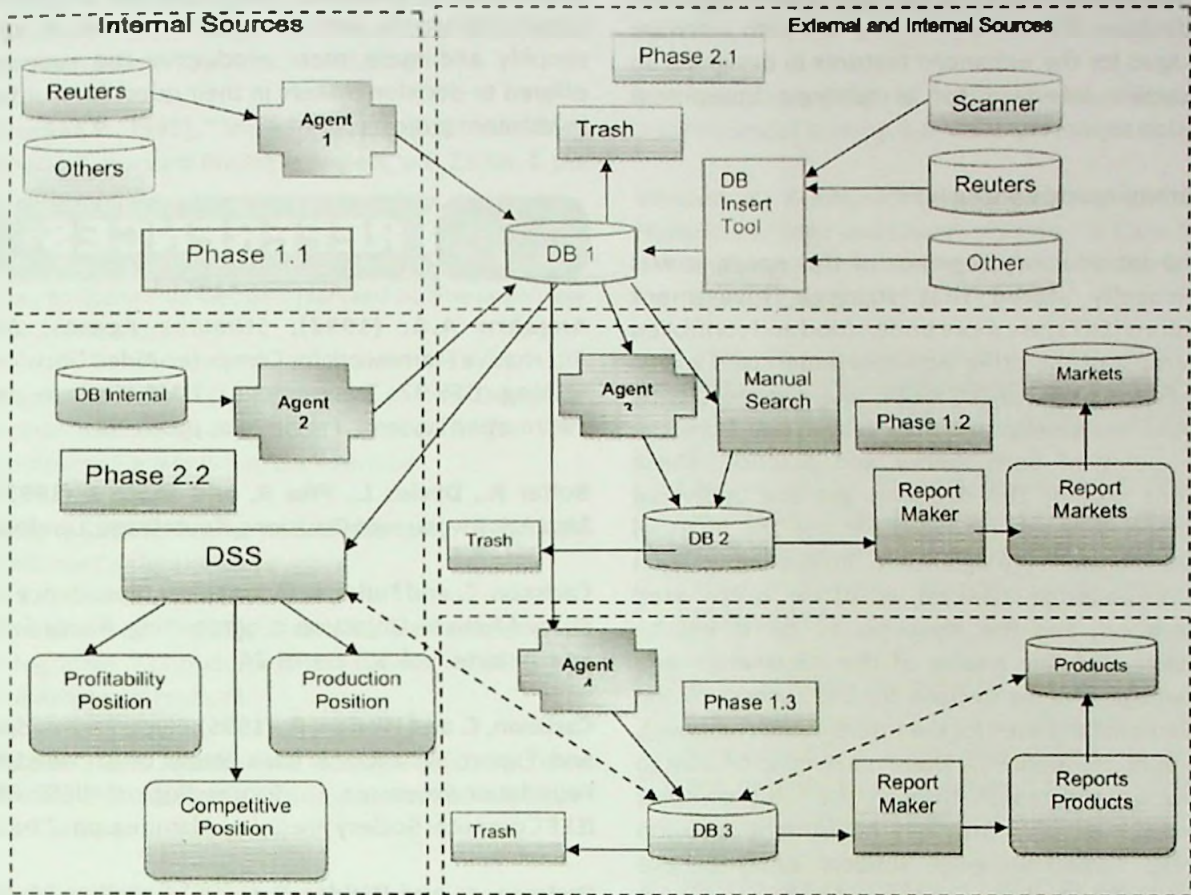 Internal Sources
Reuters
Others
Agent
1
Phase 1.1
External and Internal Sources
Phase 2.1
Trash
Scanner
DB
Insert
Tool
Reuters
Other
DB 1
DB Internal
Agent
2
Phase 2.2
DSS
Profitability
Position
Production
Position
Competitive
Position
Agent
3
Manual
Search
Phase 1.2
Markets
Report
Maker
Report
Markets
Trash
DB 2
Agent
4
Phase 1.3
Products
Report
Maker
Reports
Products
Trash
DB 3